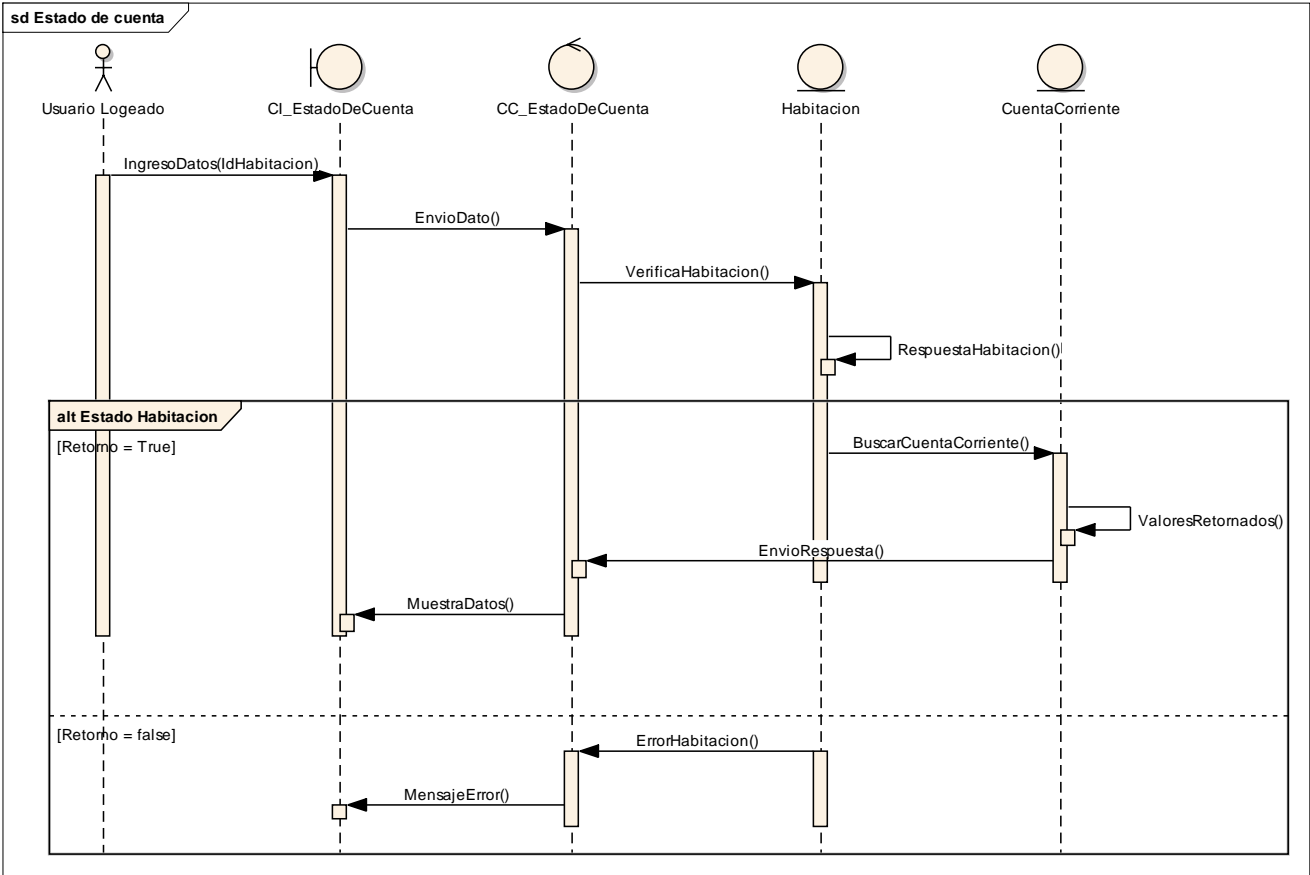 sd Estado de cuenta
Usuario Logeado
CI_EstadoDeCuenta
CC_EstadoDeCuenta
Habitacion
CuentaCorriente
IngresoDatos(IdHabitacion)
EnvioDato()
VerificaHabitacion()
RespuestaHabitacion()
alt Estado Habitacion
[Retorno = True]
BuscarCuentaCorriente()
ValoresRetornados()
EnvioRespuesta()
MuestraDatos()
[Retorno = false]
ErrorHabitacion()
MensajeError()